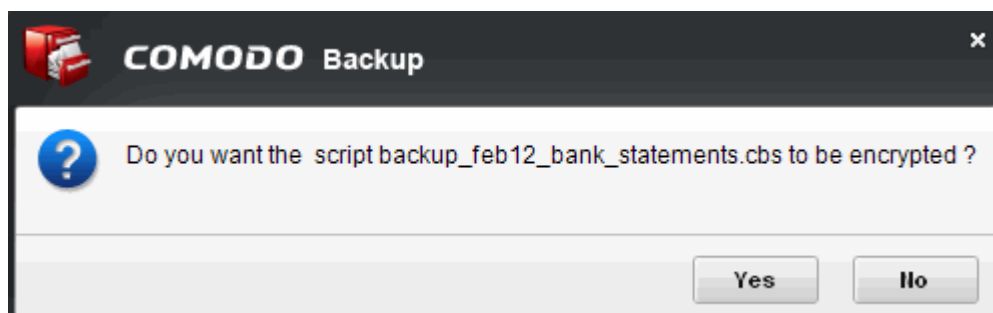 COMODO Backup
Do you want the script backup_feb12_bank_statements.cbs to be encrypted ?
Yes No